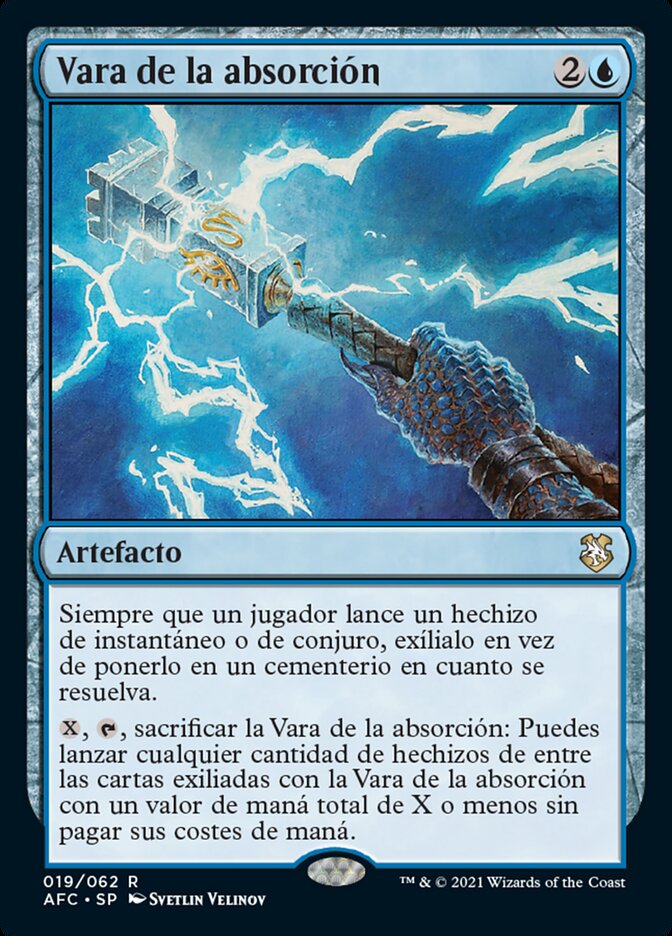 Vara de la absorción 2
Artefacto
Siempre que un jugador lance un hechizo
de instantáneo o de conjuro, exílialo en vez
de ponerlo en un cementerio en cuanto se
resuelva.
X, , sacrificar la Vara de la absorción: Puedes
lanzar cualquier cantidad de hechizos de entre
las cartas exiliadas con la Vara de la absorción
con un valor de maná total de X o menos sin
pagar sus costes de maná.
019/062 R
AFC • SP Svetlin Velinov
™ & © 2021 Wizards of the Coast